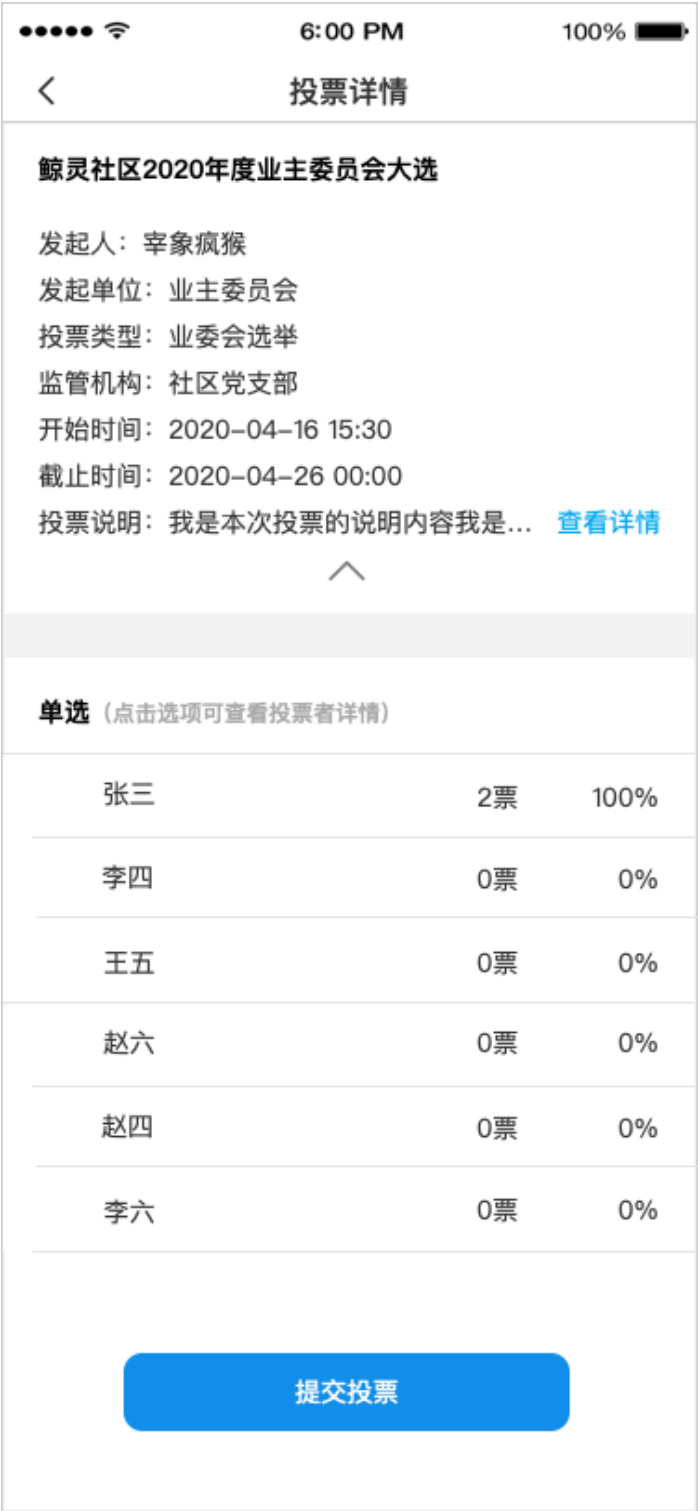 6:00 PM 100%
投票详情
鲸灵社区2020年度业主委员会大选
发起人：宰象疯猴
发起单位：业主委员会
投票类型：业委会选举
监管机构：社区党支部
开始时间：2020-04-16 15:30
截止时间：2020-04-26 00:00
投票说明：我是本次投票的说明内容我是... 查看详情
单选（点击选项可查看投票者详情）
张三 2票 100%
李四 0票 0%
王五 0票 0%
赵六 0票 0%
赵四 0票 0%
李六 0票 0%
提交投票